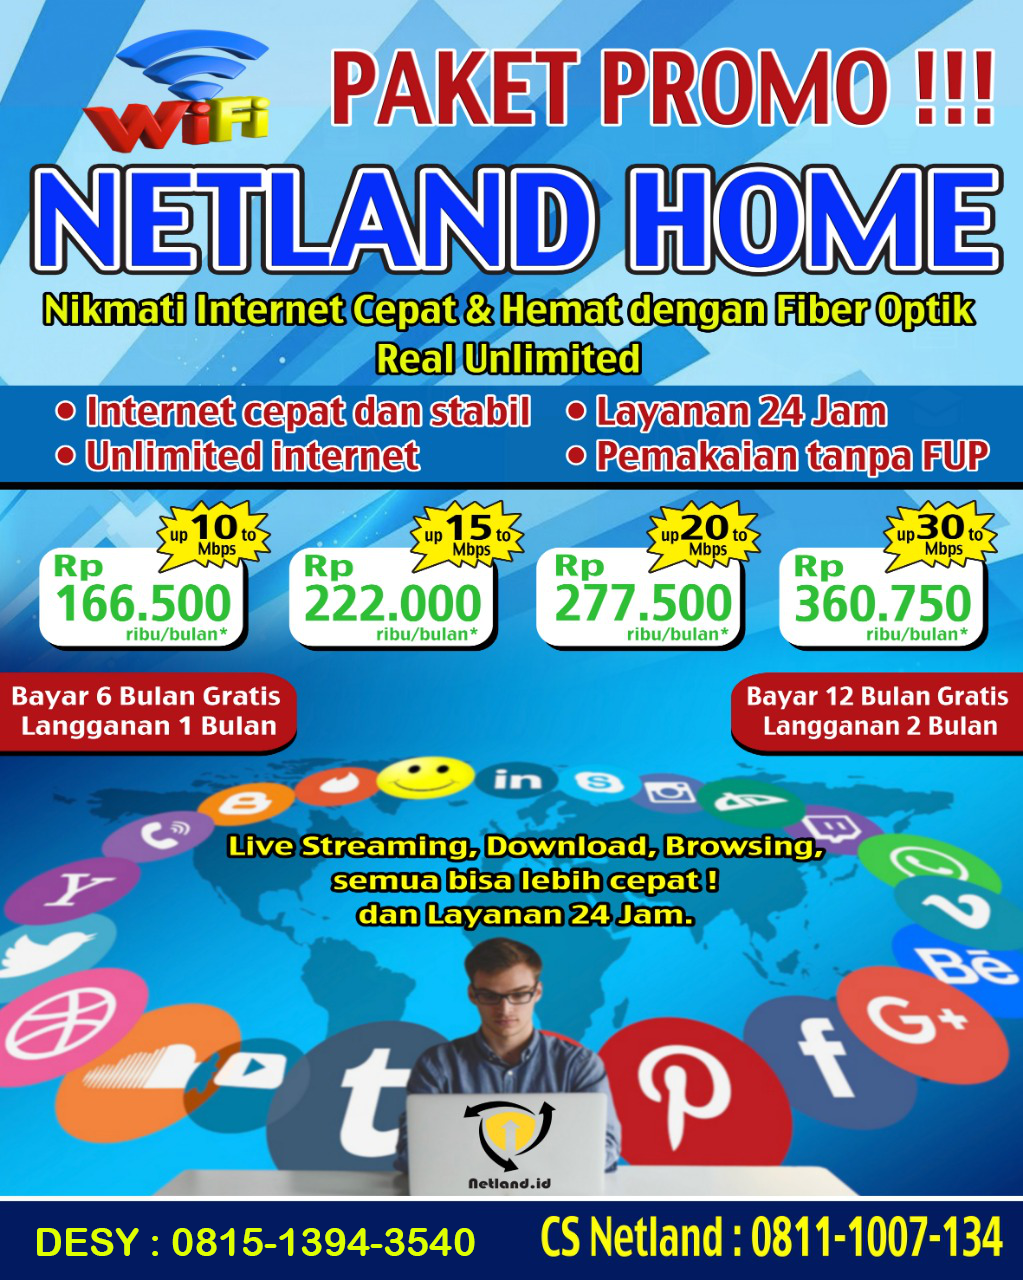 WiFi
PAKET PROMO !!!
NETLAND HOME
Nikmati Internet Cepat & Hemat dengan Fiber Optik
Real Unlimited
• Internet cepat dan stabil
• Unlimited internet
• Layanan 24 Jam
• Pemakaian tanpa FUP
up 10 to
Mbps
Rp
166.500
ribu/bulan*
up 15 to
Mbps
Rp
222.000
ribu/bulan*
up 20 to
Mbps
Rp
277.500
ribu/bulan*
up 30 to
Mbps
Rp
360.750
ribu/bulan*
Bayar 6 Bulan Gratis
Langganan 1 Bulan
Bayar 12 Bulan Gratis
Langganan 2 Bulan
in
Live Streaming, Download, Browsing,
semua bisa lebih cepat !
dan Layanan 24 Jam.
Y
Bē
G+
t
f
Netland.id
DESY : 0815-1394-3540
CS Netland : 0811-1007-134